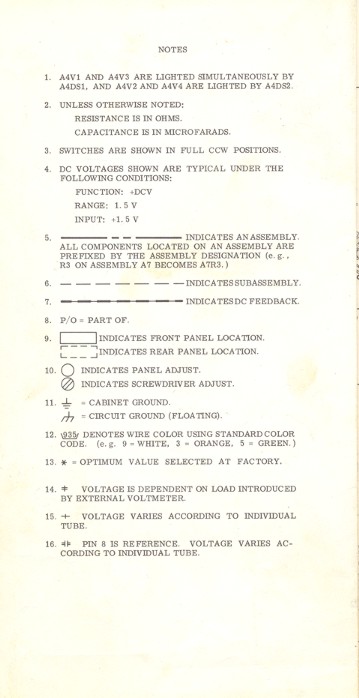 NOTES
1. A4V1 AND A4V3 ARE LIGHTED SIMULTANEOUSLY BY
A4DS1, AND A4V2 AND A4V4 ARE LIGHTED BY A4DS2.
2. UNLESS OTHERWISE NOTED:
RESISTANCE IS IN OHMS.
CAPACITANCE IS IN MICROFARADS.
3. SWITCHES ARE SHOWN IN FULL CCW POSITIONS.
4. DC VOLTAGES SHOWN ARE TYPICAL UNDER THE
FOLLOWING CONDITIONS:
FUNCTION: +DCV
RANGE: 1.5 V
INPUT: +1.5 V
5. INDICATES AN ASSEMBLY.
ALL COMPONENTS LOCATED ON AN ASSEMBLY ARE
PREFIXED BY THE ASSEMBLY DESIGNATION (e.g.,
R3 ON ASSEMBLY A7 BECOMES A7R3.)
6. INDICATES SUBASSEMBLY.
7. INDICATES DC FEEDBACK.
8. P/O = PART OF.
9. INDICATES FRONT PANEL LOCATION.
INDICATES REAR PANEL LOCATION.
10. INDICATES PANEL ADJUST.
INDICATES SCREWDRIVER ADJUST.
11. = CABINET GROUND.
= CIRCUIT GROUND (FLOATING).
12. 935 DENOTES WIRE COLOR USING STANDARD COLOR
CODE. (e.g. 9 = WHITE, 3 = ORANGE, 5 = GREEN.)
13. * = OPTIMUM VALUE SELECTED AT FACTORY.
14. VOLTAGE IS DEPENDENT ON LOAD INTRODUCED
BY EXTERNAL VOLTMETER.
15. VOLTAGE VARIES ACCORDING TO INDIVIDUAL
TUBE.
16. PIN 8 IS REFERENCE. VOLTAGE VARIES AC-
CORDING TO INDIVIDUAL TUBE.